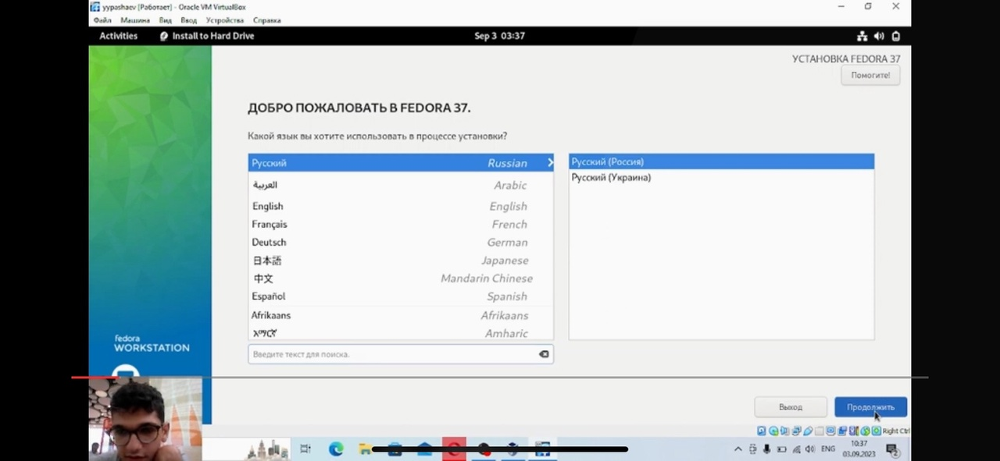 yypashaev [Работает] - Oracle VM VirtualBox
Файл Машина Вид Ввод Устройства Справка
Activities Install to Hard Drive Sep 3 03:37
УСТАНОВКА FEDORA 37
Помогите!
ДОБРО ПОЖАЛОВАТЬ В FEDORA 37.
Какой язык вы хотите использовать в процессе установки?
Русский Russian Русский (Россия)
Русский (Украина)
العربية Arabic
English English
Français French
Deutsch German
日本語 Japanese
中文 Mandarin Chinese
Español Spanish
Afrikaans Afrikaans
አማርኛ Amharic
Введите текст для поиска.
fedora
WORKSTATION
Выход Продолжить
Right Ctrl
ENG 10:37
03.09.2023
2